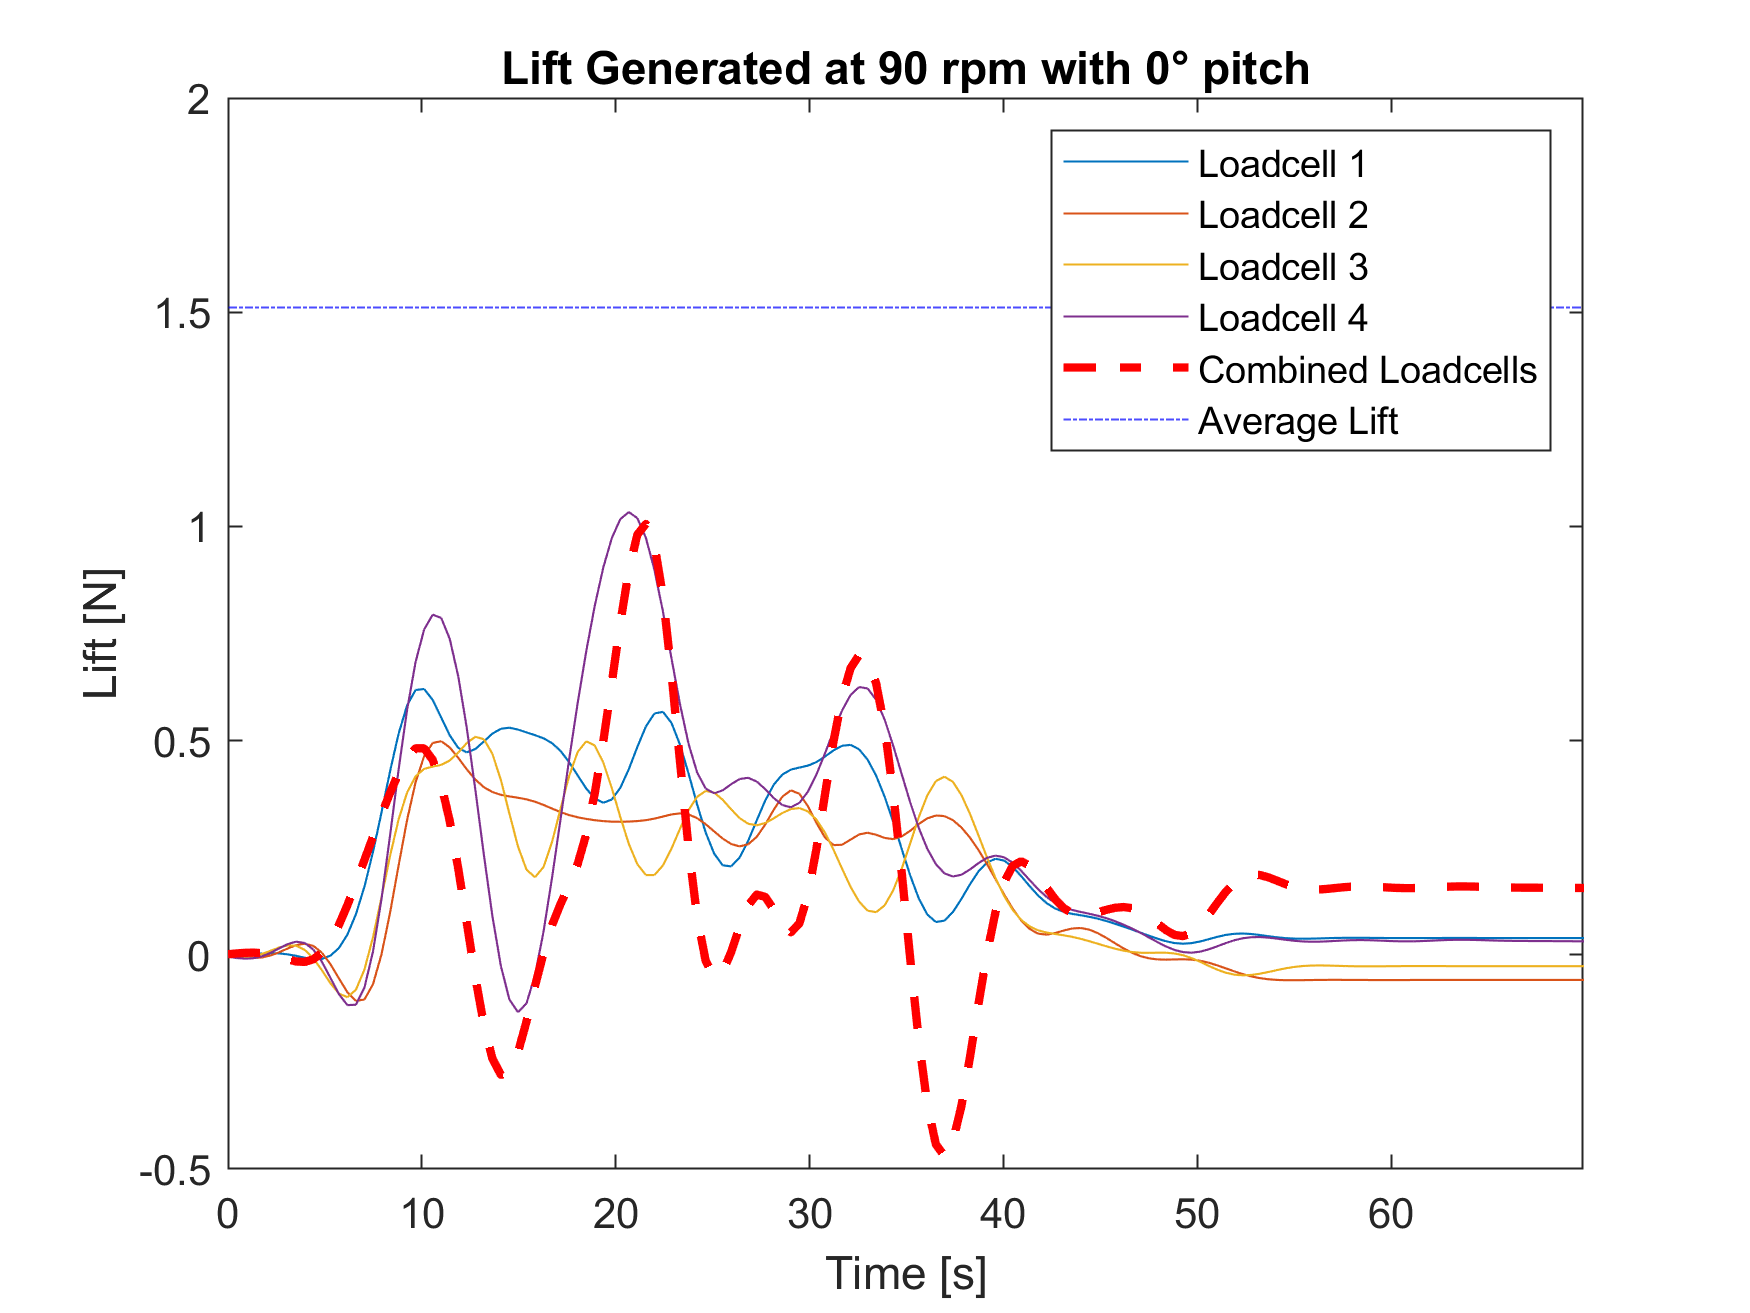 Lift Generated at 90 rpm with 0° pitch
2
1.5
1
0.5
0
-0.5
Lift [N]
Loadcell 1
Loadcell 2
Loadcell 3
Loadcell 4
Combined Loadcells
Average Lift
0 10 20 30 40 50 60
Time [s]